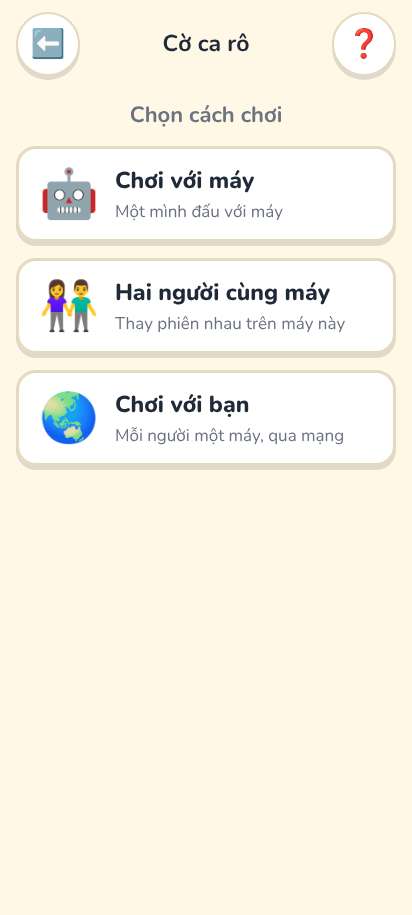 Cờ ca rô
Chọn cách chơi
Chơi với máy
Một mình đấu với máy
Hai người cùng máy
Thay phiên nhau trên máy này
Chơi với bạn
Mỗi người một máy, qua mạng